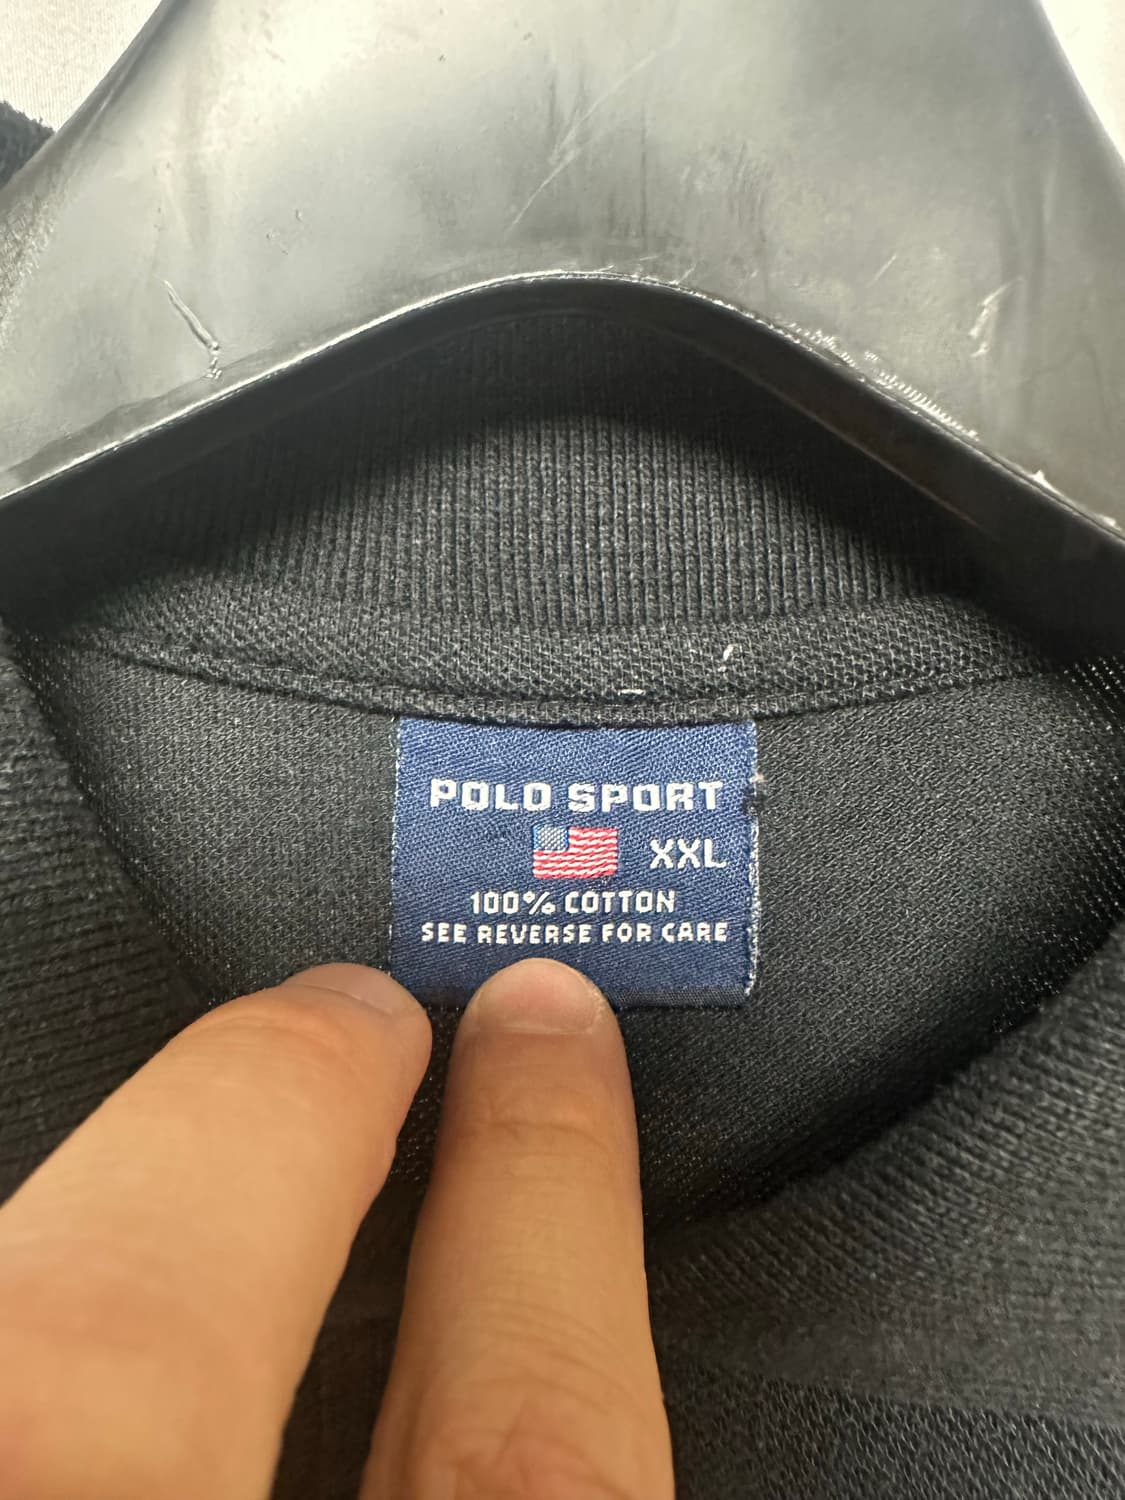 POLO SPORT
XXL
100% COTTON
SEE REVERSE FOR CARE